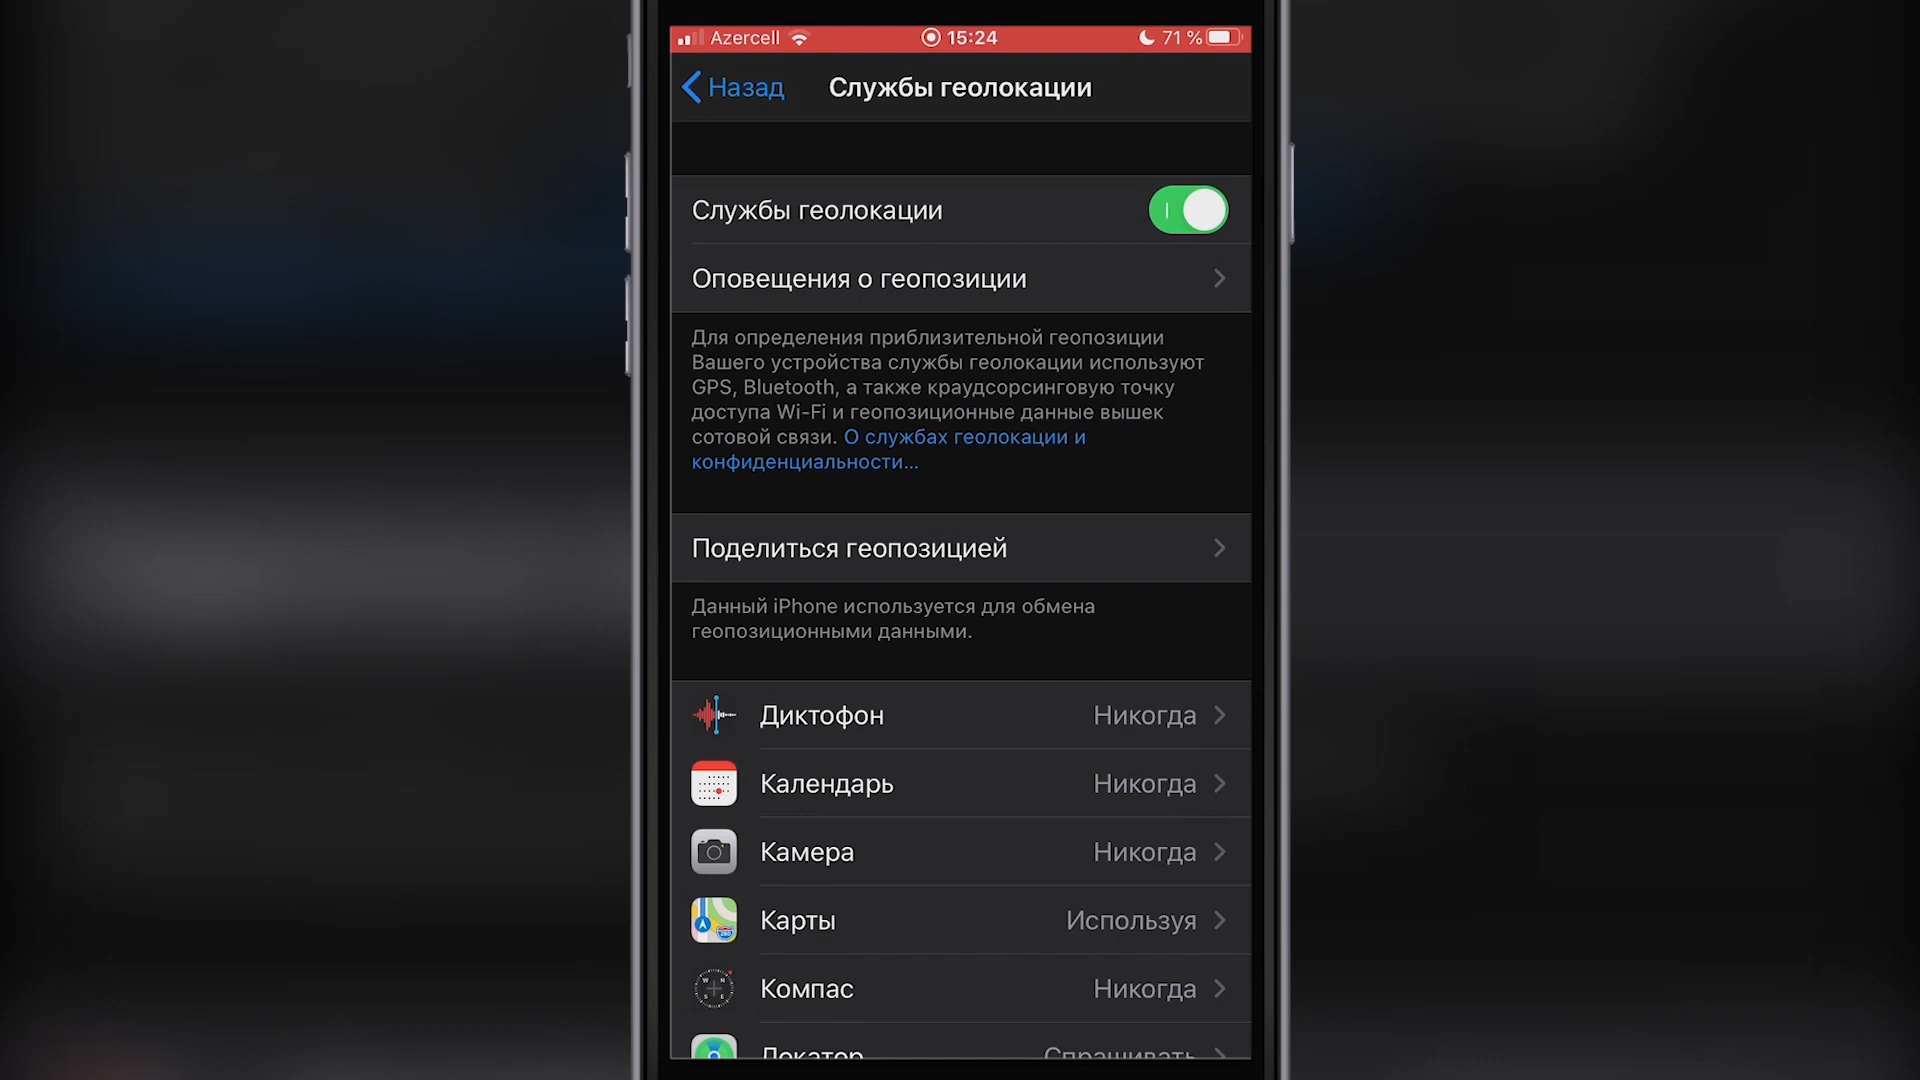 Azercell 15:24 71 %
Назад Службы геолокации
Службы геолокации
Оповещения о геопозиции
Для определения приблизительной геопозиции
Вашего устройства службы геолокации используют
GPS, Bluetooth, а также краудсорсинговую точку
доступа Wi-Fi и геопозиционные данные вышек
сотовой связи. О службах геолокации и
конфиденциальности...
Поделиться геопозицией
Данный iPhone используется для обмена
геопозиционными данными.
Диктофон Никогда
Календарь Никогда
Камера Никогда
Карты Используя
Компас Никогда
Локатор Спрашивать